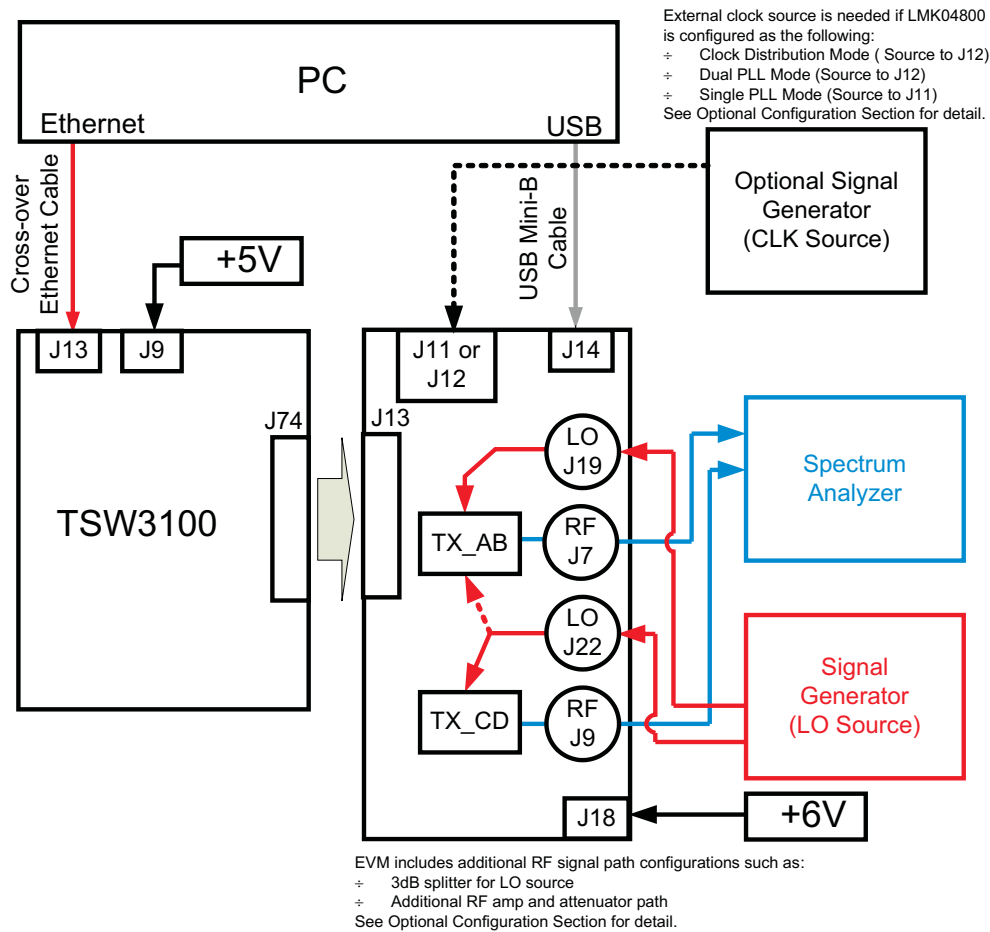 External clock source is needed if LMK04800
is configured as the following:
÷ Clock Distribution Mode ( Source to J12)
÷ Dual PLL Mode (Source to J12)
÷ Single PLL Mode (Source to J11)
See Optional Configuration Section for detail.
PC
Ethernet
USB
Cross-over
Ethernet Cable
USB Mini-B
Cable
Optional Signal
Generator
(CLK Source)
+5V
J13
J9
J11 or
J12
J14
J74
J13
TSW3100
LO
J19
TX_AB
RF
J7
LO
J22
TX_CD
RF
J9
Spectrum
Analyzer
Signal
Generator
(LO Source)
J18
+6V
EVM includes additional RF signal path configurations such as:
÷ 3dB splitter for LO source
÷ Additional RF amp and attenuator path
See Optional Configuration Section for detail.